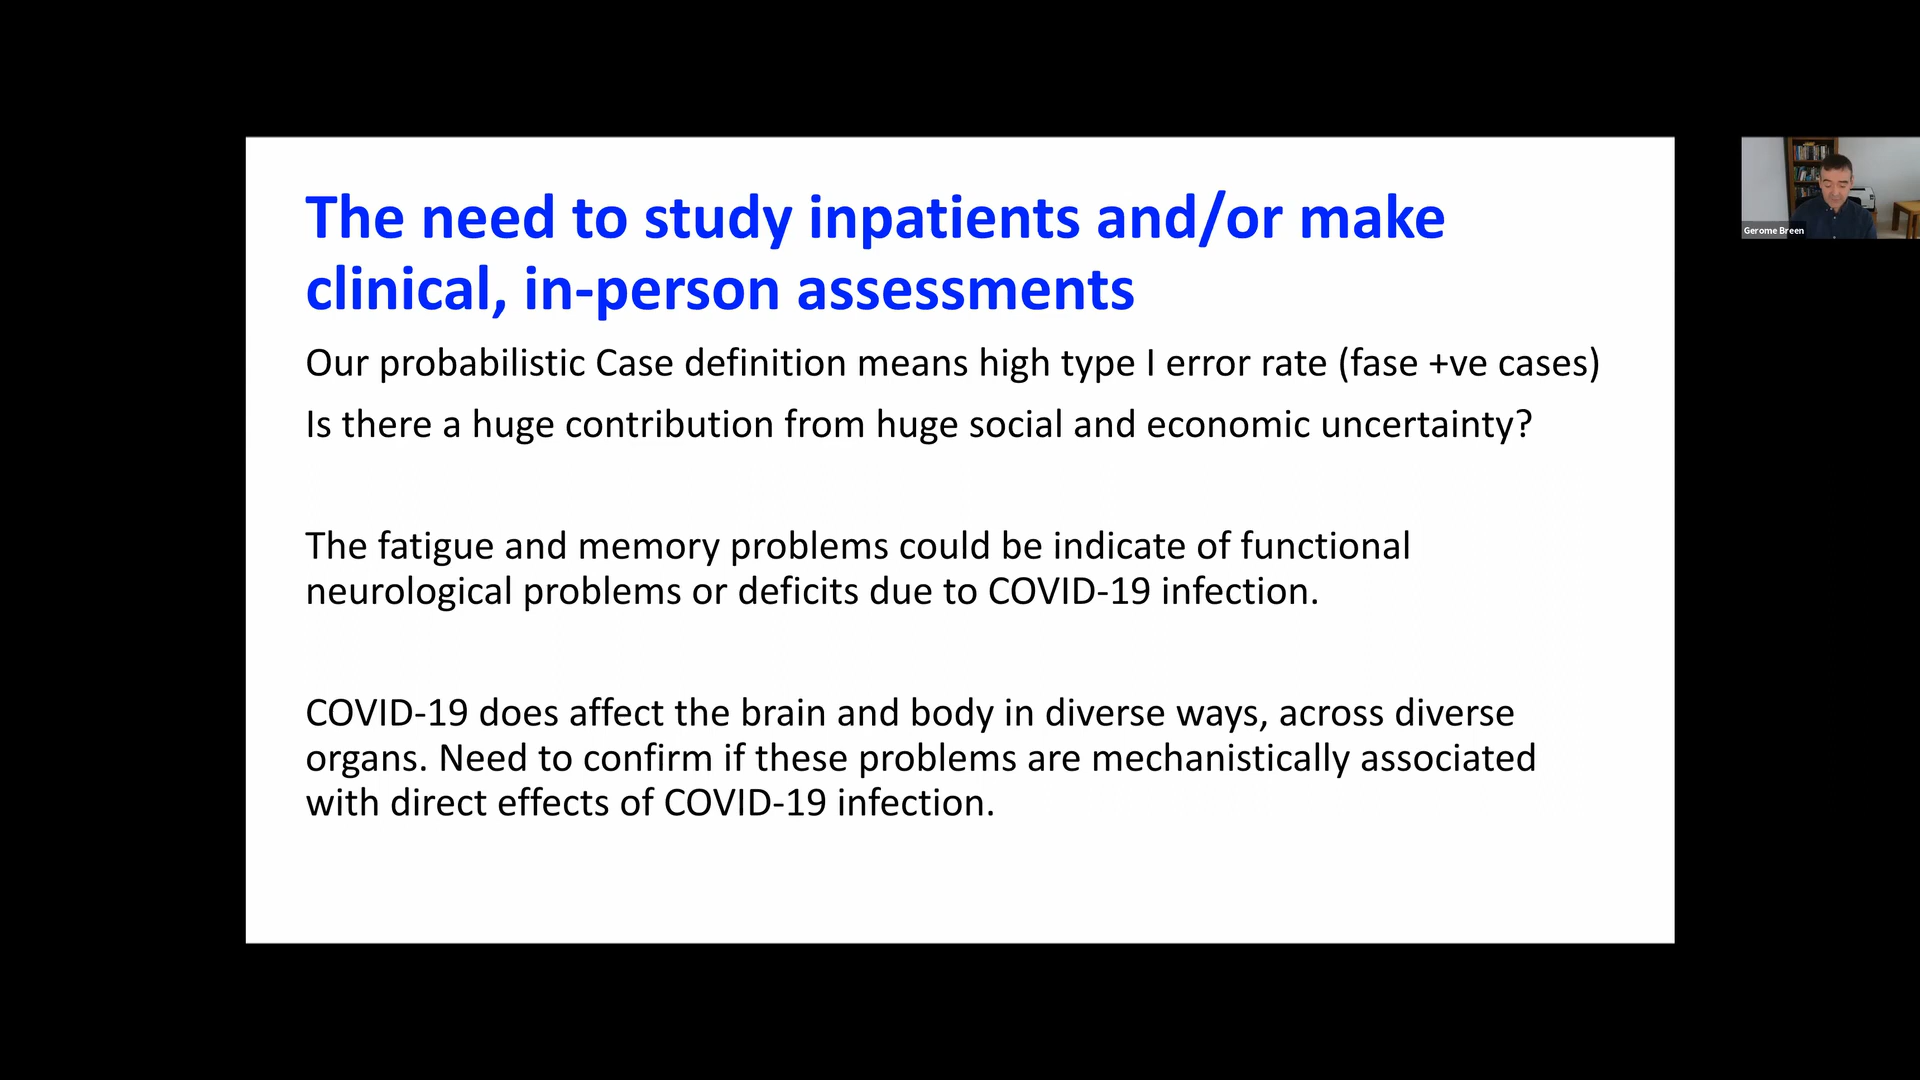 The need to study inpatients and/or make
clinical, in-person assessments
Our probabilistic Case definition means high type I error rate (fase +ve cases)
Is there a huge contribution from huge social and economic uncertainty?
The fatigue and memory problems could be indicate of functional
neurological problems or deficits due to COVID-19 infection.
COVID-19 does affect the brain and body in diverse ways, across diverse
organs. Need to confirm if these problems are mechanistically associated
with direct effects of COVID-19 infection.
Gerome Breen